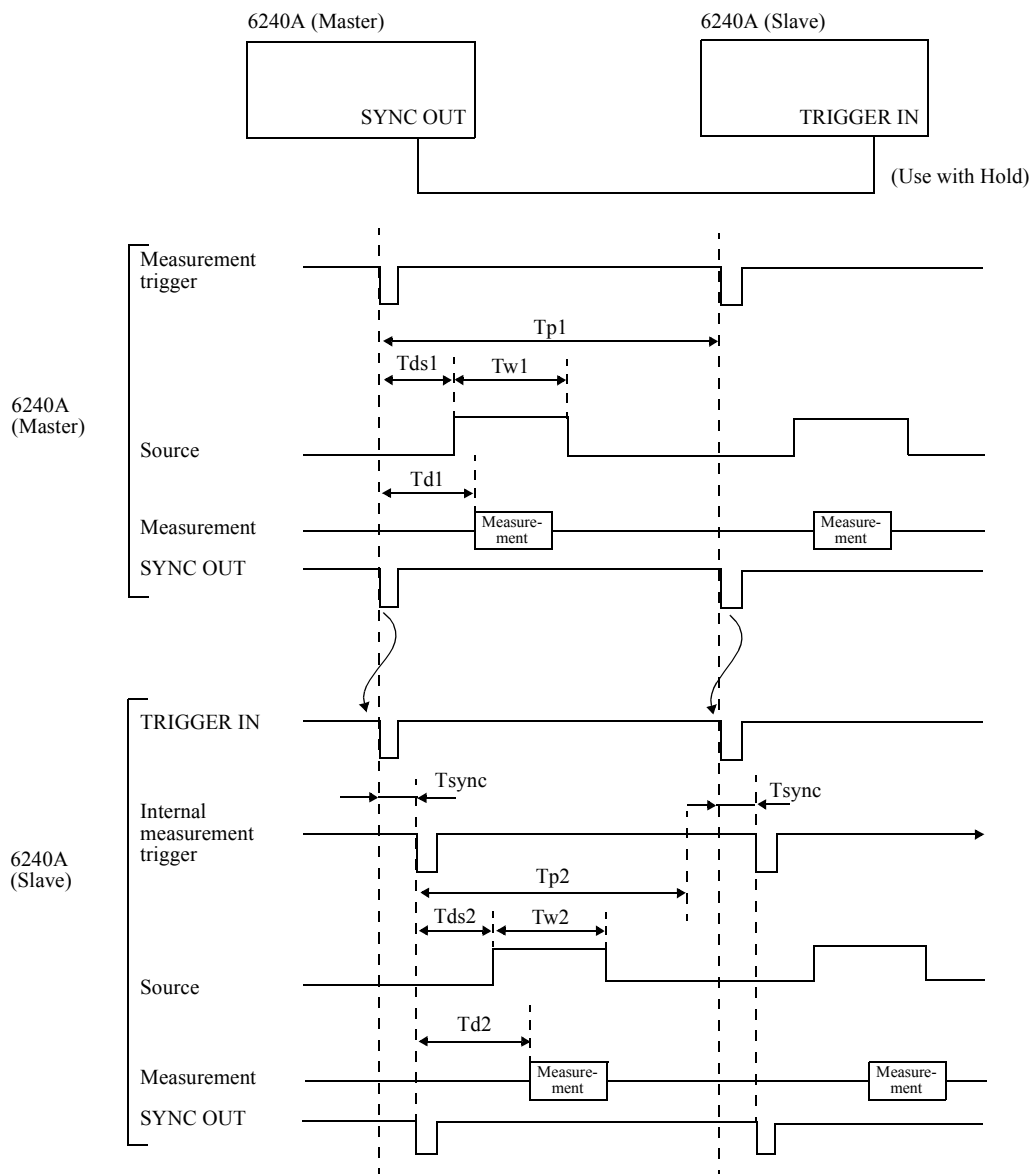 6240A (Master)
6240A (Slave)
SYNC OUT
TRIGGER IN
(Use with Hold)
Measurement
trigger
Tp1
Tds1
Tw1
6240A
(Master)
Source
Td1
Measurement
Measure-
ment
Measure-
ment
SYNC OUT
TRIGGER IN
Tsync
Tsync
Internal
measurement
trigger
6240A
(Slave)
Tp2
Tds2
Tw2
Source
Td2
Measurement
Measure-
ment
Measure-
ment
SYNC OUT